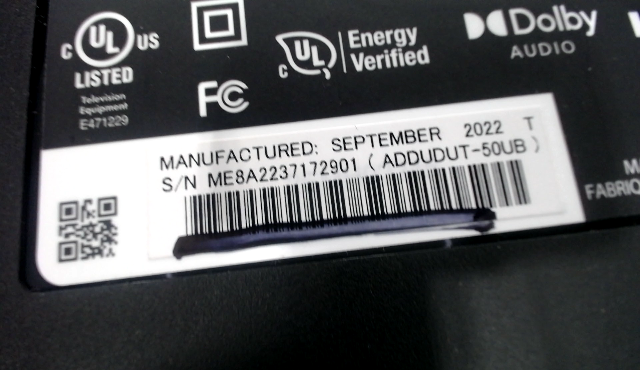 C UL US
LISTED
Television
Equipment
E471229
FC
C UL
Energy
Verified
Dolby
AUDIO
MANUFACTURED: SEPTEMBER 2022 T
S/N ME8A2237172901 ( ADDUDUT-50UB )
FABRIQ